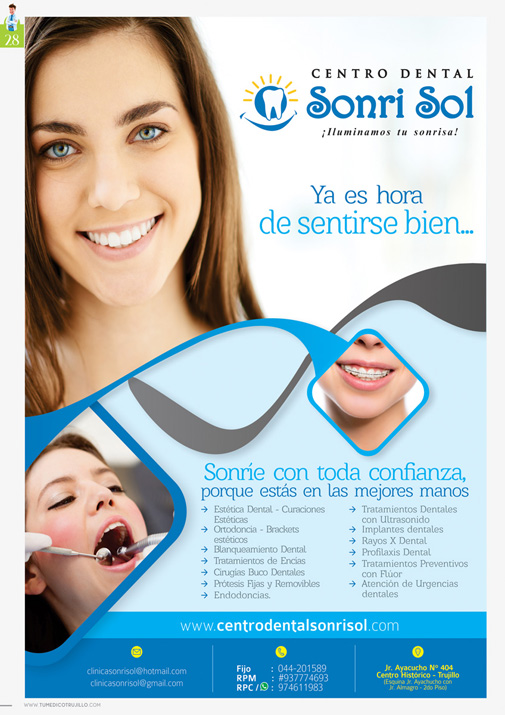 28
CENTRO DENTAL
Sonri Sol
¡Iluminamos tu sonrisa!
Ya es hora
de sentirse bien...
Sonríe con toda confianza,
porque estás en las mejores manos
Estética Dental - Curaciones
Estéticas
Ortodoncia - Brackets
estéticos
Blanqueamiento Dental
Tratamientos de Encías
Cirugías Buco Dentales
Prótesis Fijas y Removibles
Endodoncias.
Tratamientos Dentales
con Ultrasonido
Implantes dentales
Rayos X Dental
Profilaxis Dental
Tratamientos Preventivos
con Flúor
Atención de Urgencias
dentales
www.centrodentalsonrisol.com
clinicasonrisol@hotmail.com
clinicasonrisol@gmail.com
Fijo : 044-201589
RPM : #937774693
RPC/ : 974611983
Jr. Ayacucho Nº 404
Centro Histórico - Trujillo
(Esquina Jr. Ayachucho con
Jr. Almagro - 2do Piso)
WWW.TUMEDICOTRUJILLO.COM